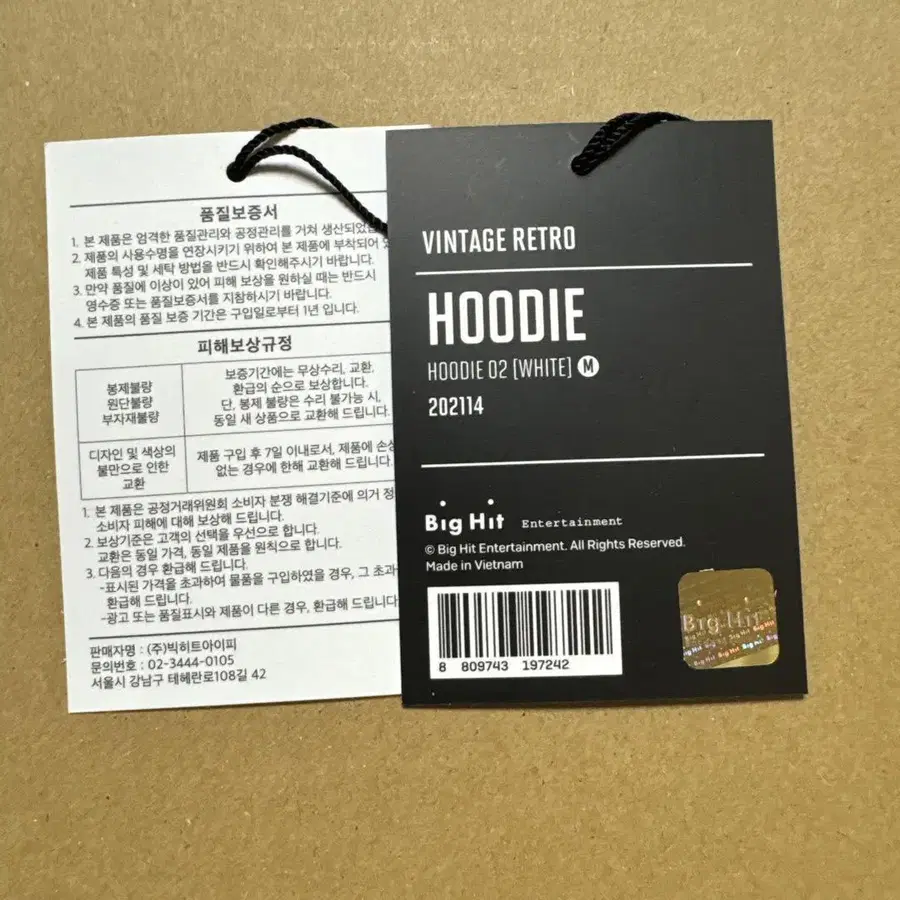 품질보증서
1. 본 제품은 엄격한 품질관리와 공정관리를 거쳐 생산되었습
2. 제품의 사용수명을 연장시키기 위하여 본 제품에 부착되어
제품 특성 및 세탁 방법을 반드시 확인해주시기 바랍니다.
3. 만약 품질에 이상이 있어 피해 보상을 원하실 때는 반드시
영수증 또는 품질보증서를 지참하시기 바랍니다.
4. 본 제품의 품질 보증 기간은 구입일로부터 1년 입니다.
피해보상규정
봉제불량
원단불량
부자재불량
보증기간에는 무상수리, 교환,
환급의 순으로 보상합니다.
단, 봉제 불량은 수리 불가능 시,
동일 새 상품으로 교환해 드립니다.
디자인 및 색상의
불만으로 인한
교환
제품 구입 후 7일 이내로서, 제품에 손상
없는 경우에 한해 교환해 드립니다.
1. 본 제품은 공정거래위원회 소비자 분쟁 해결기준에 의거 정
소비자 피해에 대해 보상해 드립니다.
2. 보상기준은 고객의 선택을 우선으로 합니다.
교환은 동일 가격, 동일 제품을 원칙으로 합니다.
3. 다음의 경우 환급해 드립니다.
-표시된 가격을 초과하여 물품을 구입하였을 경우, 그 초과
환급해 드립니다.
-광고 또는 품질표시와 제품이 다른 경우, 환급해 드립니다.
판매자명 : (주)빅히트아이피
문의번호 : 02-3444-0105
서울시 강남구 테헤란로108길 42
VINTAGE RETRO
HOODIE
HOODIE 02 [WHITE] M
202114
Big Hit Entertainment
© Big Hit Entertainment. All Rights Reserved.
Made in Vietnam
8 809743 197242
Big Hit
Big Hit Big Hit Big Hit